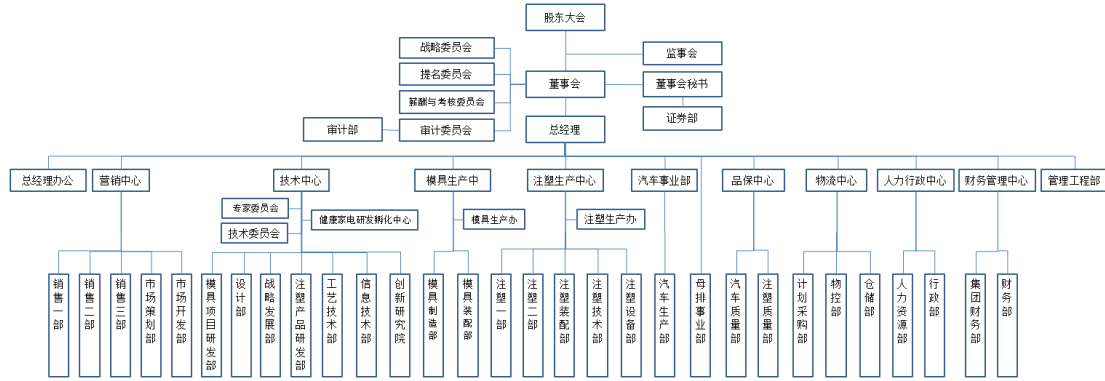 股东大会
监事会
战略委员会
提名委员会
薪酬与考核委员会
审计委员会
审计部
董事会
董事会秘书
证券部
总经理
总经理办公
营销中心
技术中心
模具生产中
注塑生产中心
汽车事业部
品保中心
物流中心
人力行政中心
财务管理中心
管理工程部
专家委员会
技术委员会
健康家电研发孵化中心
模具生产办
注塑生产办
销售一部
销售二部
销售三部
市场策划部
市场开发部
模具项目研发部
设计部
战略发展部
注塑产品研发部
工艺技术部
信息技术部
创新研究院
模具制造部
模具装配部
注塑一部
注塑二部
注塑装配部
注塑技术部
注塑设备部
汽车生产部
母排事业部
汽车质量部
注塑质量部
计划采购部
物控部
仓储部
人力资源部
行政部
集团财务部
财务部